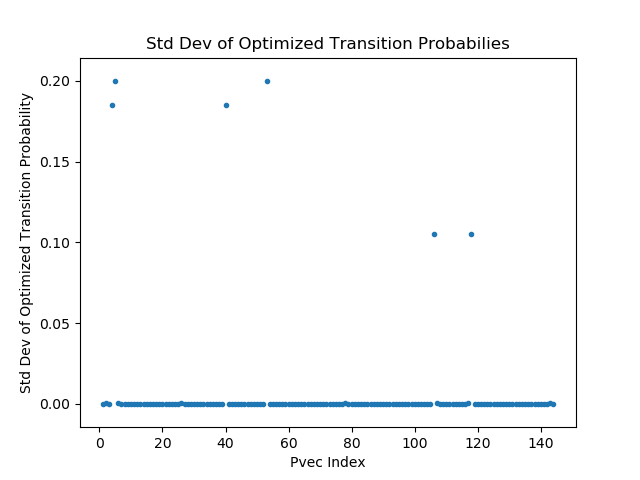 Std Dev of Optimized Transition Probabilies
0.20
0.15
0.10
0.05
0.00
Std Dev of Optimized Transition Probability
0 20 40 60 80 100 120 140
Pvec Index